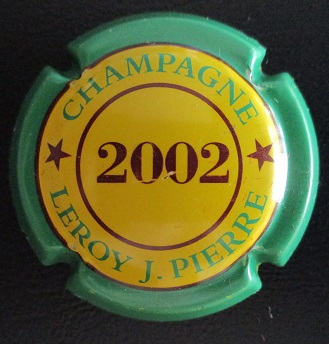 CHAMPAGNE
2002
LEROY J. PIERRE